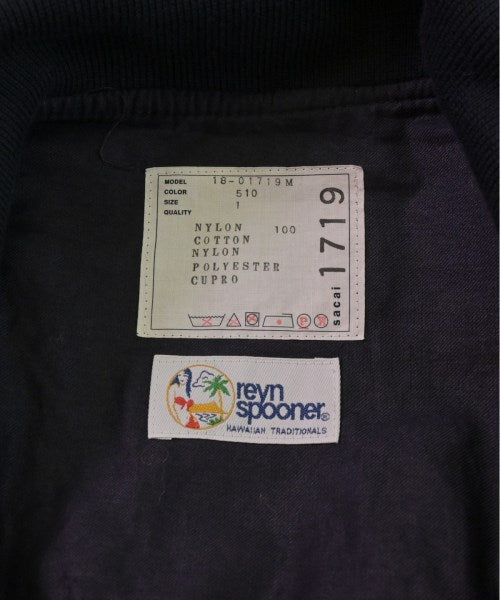 MODEL 18-01719M
COLOR 510
SIZE 1
QUALITY
NYLON 100
COTTON
NYLON
POLYESTER
CUPRO
sacai 1719
reyn
spooner®
HAWAIIAN TRADITIONALS